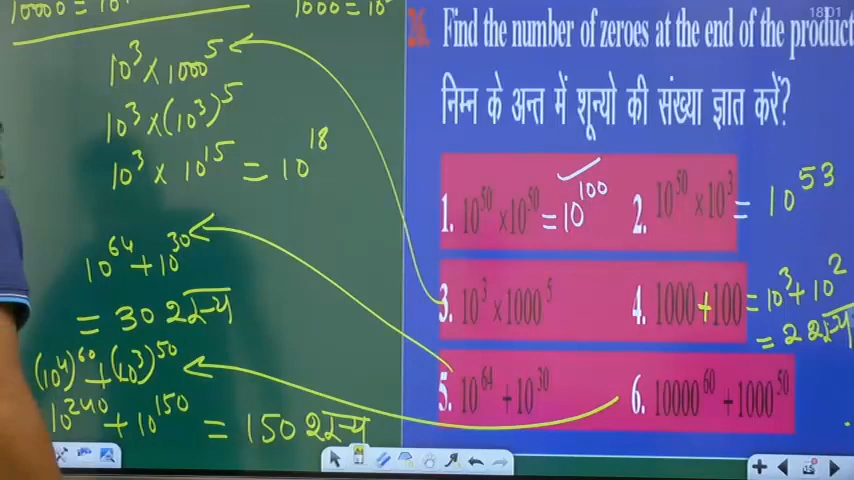 10000 = 10
1000 = 10
18:01
10³ × 1000⁵
10³ × (10³)⁵
10³ × 10¹⁵ = 10¹⁸
10⁶⁴ + 10³⁰
= 30 शून्य
(10⁴)⁶⁰ + (10³)⁵⁰
10²⁴⁰ + 10¹⁵⁰ = 150 शून्य
26. Find the number of zeroes at the end of the product
निम्न के अन्त में शून्यो की संख्या ज्ञात करें?
1. 10⁵⁰ × 10⁵⁰ = 10¹⁰⁰
2. 10⁵⁰ × 10³ = 10⁵³
3. 10³ × 1000⁵
4. 1000 + 100 = 10³ + 10²
= 2 शून्य
5. 10⁶⁴ + 10³⁰
6. 10000⁶⁰ + 1000⁵⁰